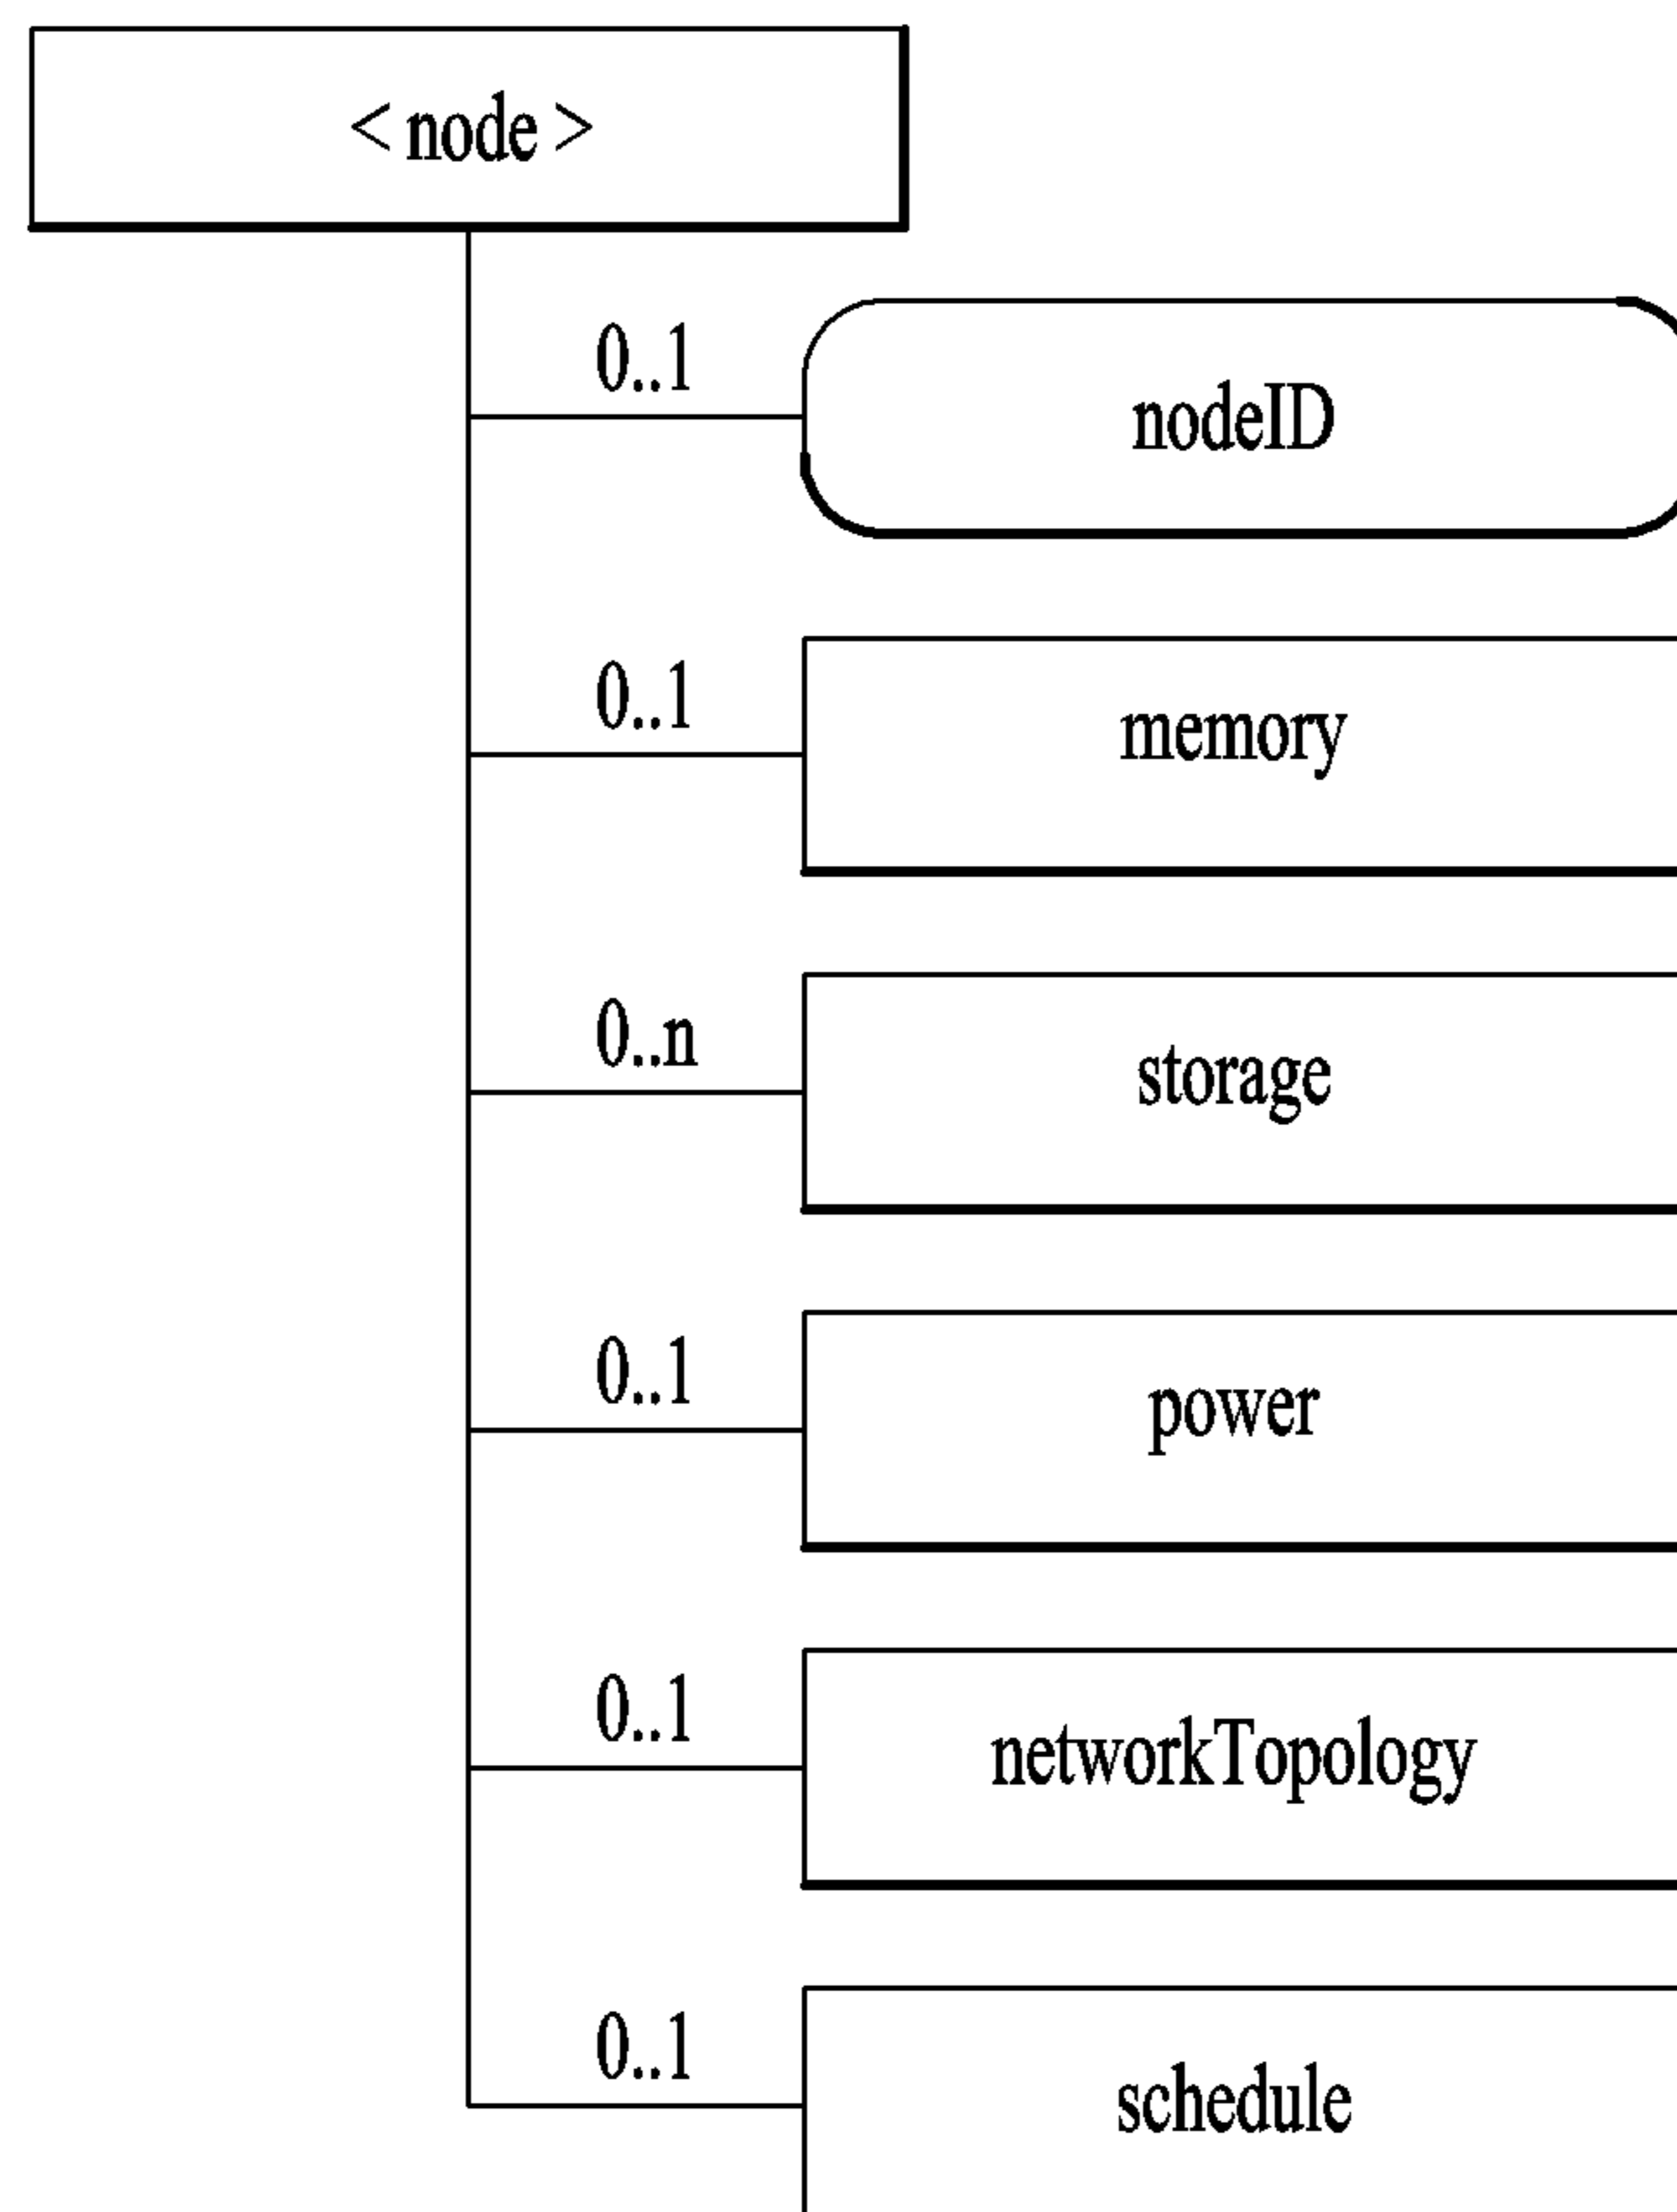 < node >
0..1
nodeID
0..1
memory
0..n
storage
0..1
power
0..1
networkTopology
0..1
schedule